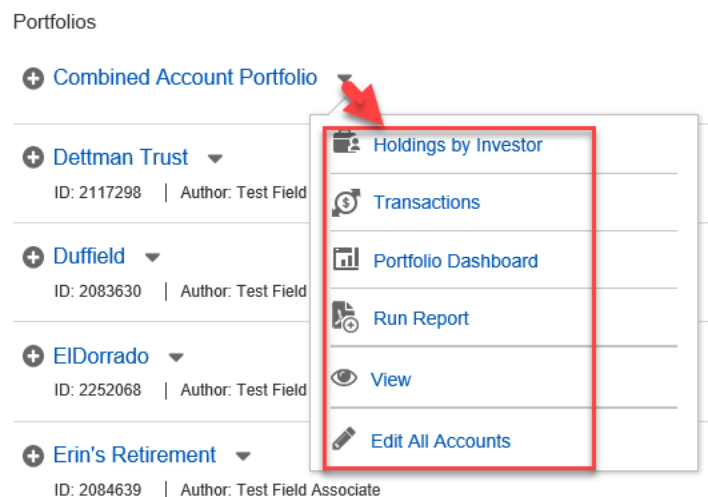 Portfolios
Combined Account Portfolio
Holdings by Investor
Dettman Trust
ID: 2117298 | Author: Test Field
Transactions
Duffield
Portfolio Dashboard
ID: 2083630 | Author: Test Field
Run Report
ElDorrado
View
ID: 2252068 | Author: Test Field
Edit All Accounts
Erin's Retirement
ID: 2084639 | Author: Test Field Associate